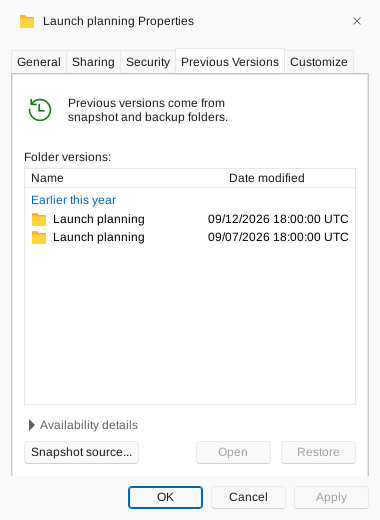 Launch planning Properties
General Sharing Security Previous Versions Customize
Previous versions come from
snapshot and backup folders.
Folder versions:
Name Date modified
Earlier this year
Launch planning 09/12/2026 18:00:00 UTC
Launch planning 09/07/2026 18:00:00 UTC
Availability details
Snapshot source... Open Restore
OK Cancel Apply